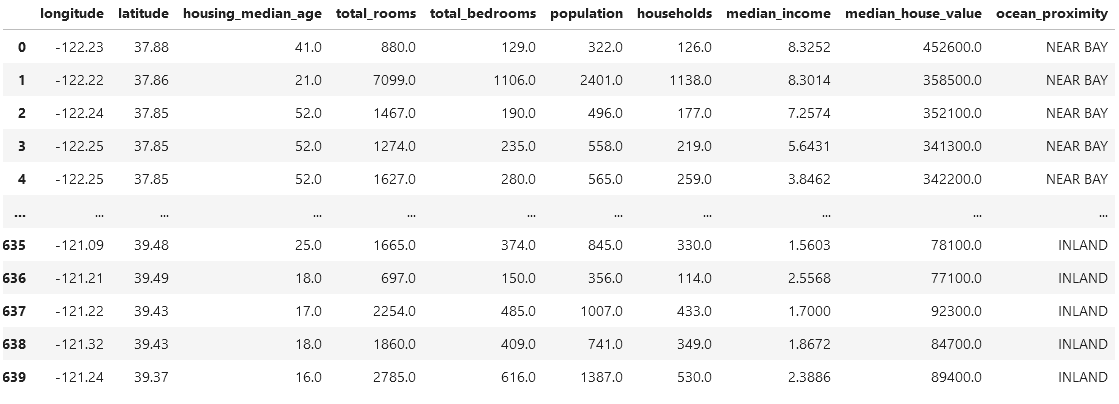 longitude latitude housing_median_age total_rooms total_bedrooms population households median_income median_house_value ocean_proximity
0 -122.23 37.88 41.0 880.0 129.0 322.0 126.0 8.3252 452600.0 NEAR BAY
1 -122.22 37.86 21.0 7099.0 1106.0 2401.0 1138.0 8.3014 358500.0 NEAR BAY
2 -122.24 37.85 52.0 1467.0 190.0 496.0 177.0 7.2574 352100.0 NEAR BAY
3 -122.25 37.85 52.0 1274.0 235.0 558.0 219.0 5.6431 341300.0 NEAR BAY
4 -122.25 37.85 52.0 1627.0 280.0 565.0 259.0 3.8462 342200.0 NEAR BAY
... ... ... ... ... ... ... ... ... ... ...
635 -121.09 39.48 25.0 1665.0 374.0 845.0 330.0 1.5603 78100.0 INLAND
636 -121.21 39.49 18.0 697.0 150.0 356.0 114.0 2.5568 77100.0 INLAND
637 -121.22 39.43 17.0 2254.0 485.0 1007.0 433.0 1.7000 92300.0 INLAND
638 -121.32 39.43 18.0 1860.0 409.0 741.0 349.0 1.8672 84700.0 INLAND
639 -121.24 39.37 16.0 2785.0 616.0 1387.0 530.0 2.3886 89400.0 INLAND